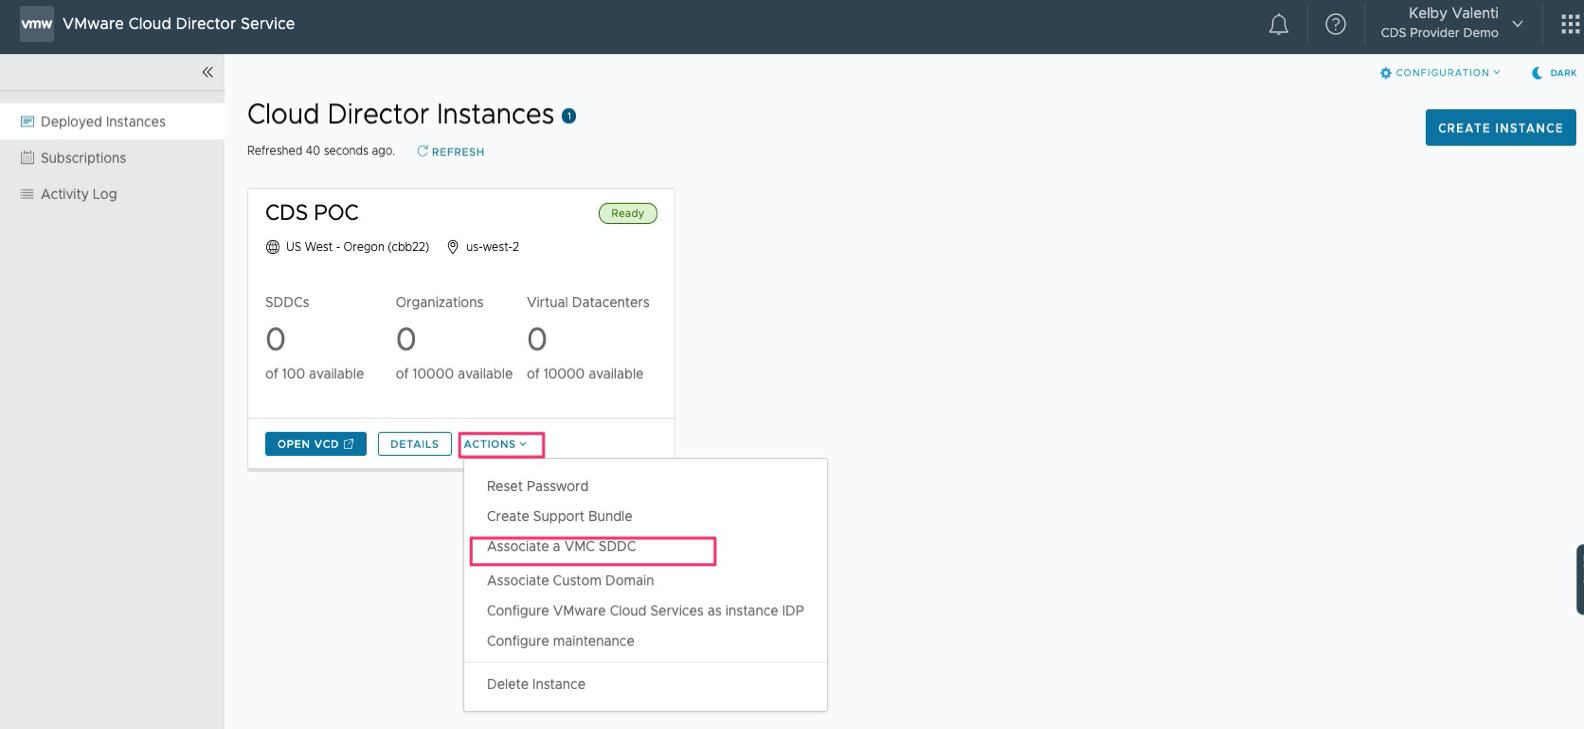 vmw VMware Cloud Director Service
Kelby Valenti
CDS Provider Demo
CONFIGURATION
DARK
Deployed Instances
Subscriptions
Activity Log
Cloud Director Instances 1
CREATE INSTANCE
Refreshed 40 seconds ago. REFRESH
CDS POC Ready
US West - Oregon (cbb22) us-west-2
SDDCs Organizations Virtual Datacenters
0 0 0
of 100 available of 10000 available of 10000 available
OPEN VCD DETAILS ACTIONS
Reset Password
Create Support Bundle
Associate a VMC SDDC
Associate Custom Domain
Configure VMware Cloud Services as instance IDP
Configure maintenance
Delete Instance